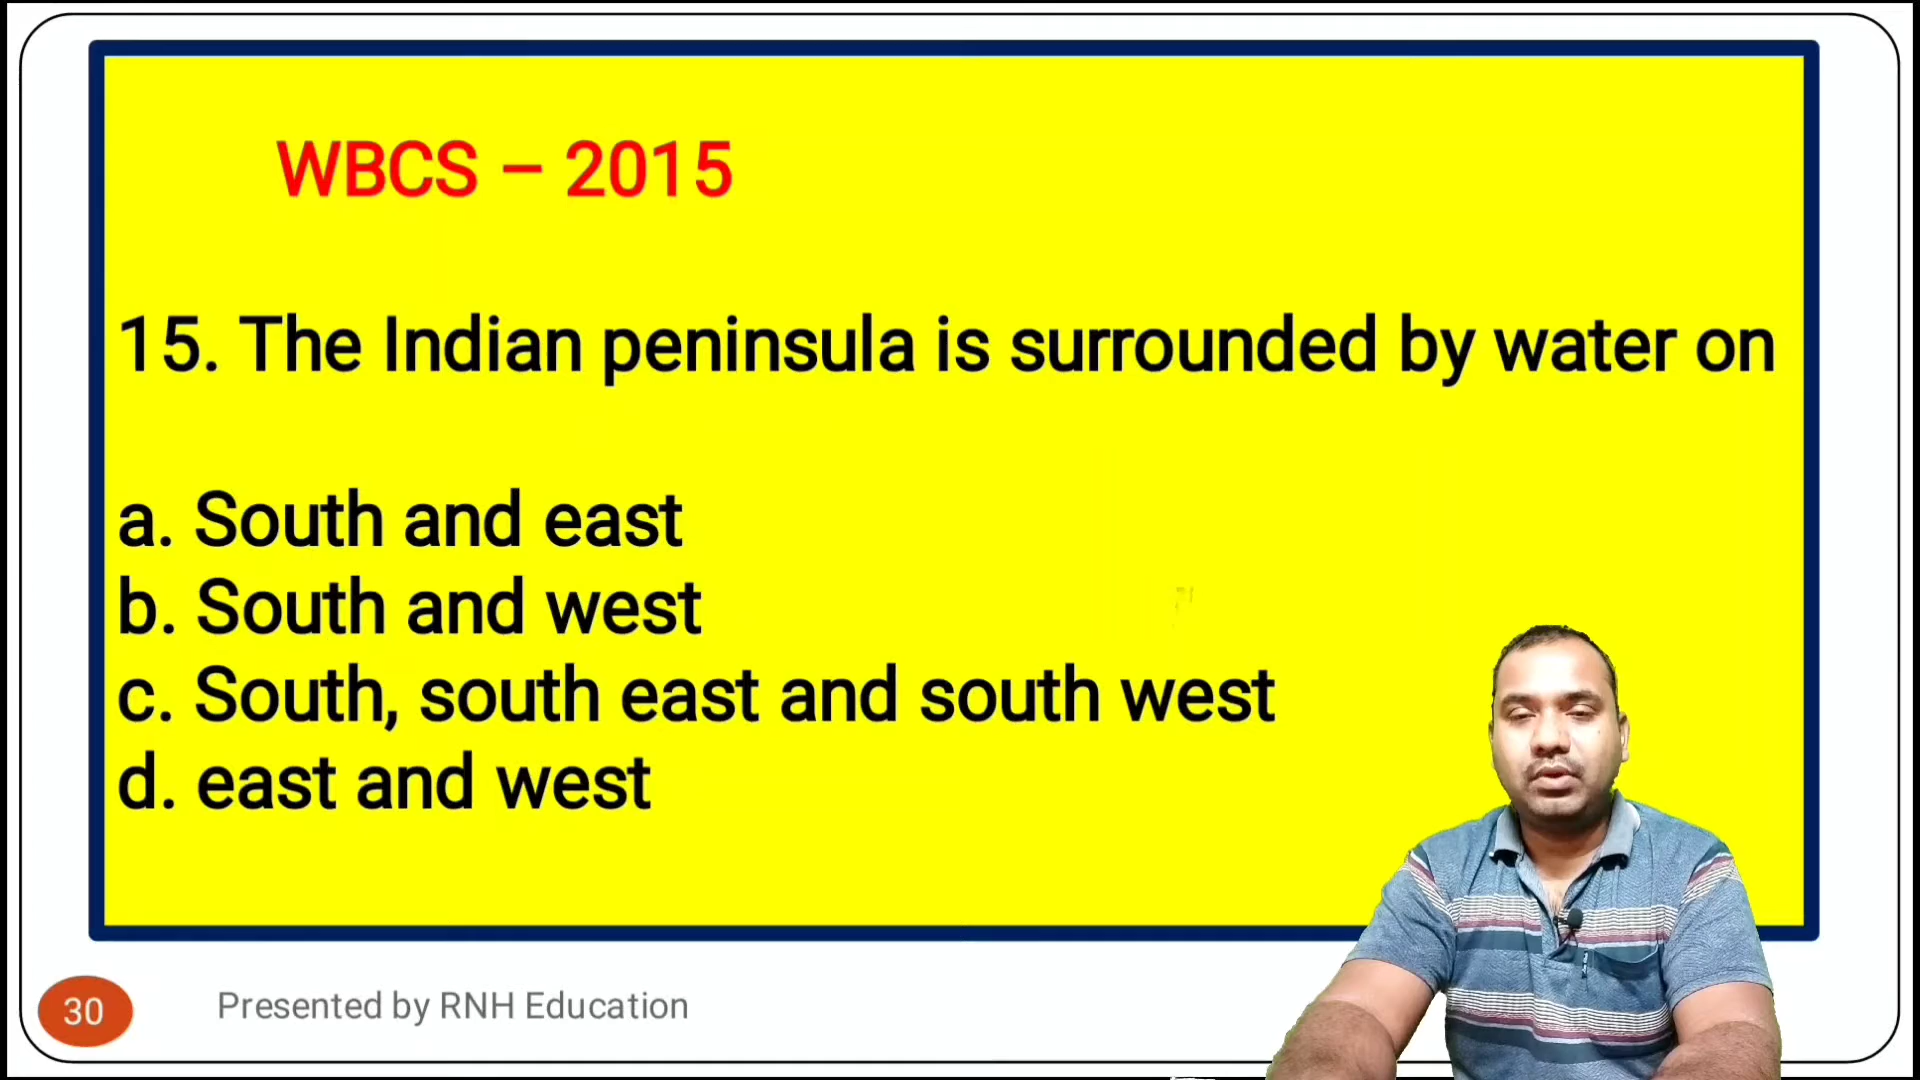 WBCS – 2015
15. The Indian peninsula is surrounded by water on
a. South and east
b. South and west
c. South, south east and south west
d. east and west
30
Presented by RNH Education